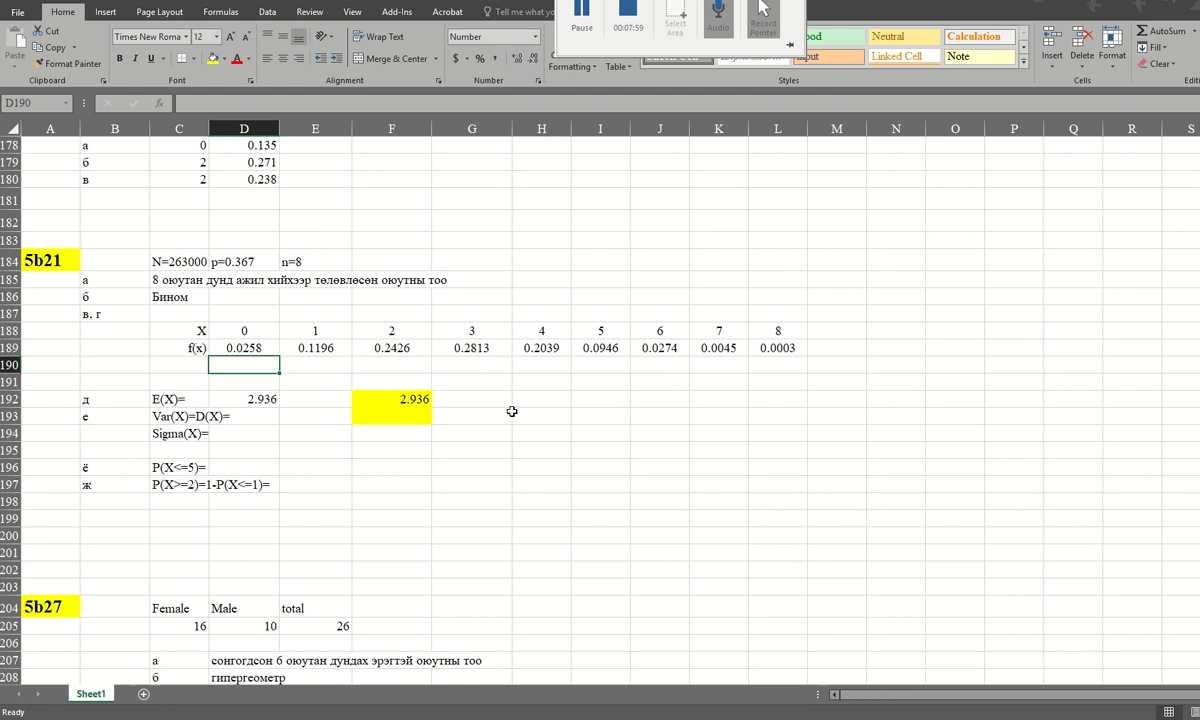 File Home Insert Page Layout Formulas Data Review View Add-Ins Acrobat Tell me what yo
Pause 00:07:59 Select Area Audio Record Pointer
Paste Cut Copy Format Painter Clipboard
Times New Roma 12 A A B I U A Font
Wrap Text Merge & Center Alignment
Number $ % , Number
Formatting Table
ood Neutral Calculation
Input Linked Cell Note
Styles
Insert Delete Format Cells
AutoSum Fill Clear Editi
D190 fx
A B C D E F G H I J K L M N O P Q R S
178 а 0 0.135
179 б 2 0.271
180 в 2 0.238
181
182
183
184 5b21 N=263000 p=0.367 n=8
185 а 8 оюутан дунд ажил хийхээр төлөвлөсөн оюутны тоо
186 б Бином
187 в, г
188 X 0 1 2 3 4 5 6 7 8
189 f(x) 0.0258 0.1196 0.2426 0.2813 0.2039 0.0946 0.0274 0.0045 0.0003
190
191
192 д E(X)= 2.936 2.936
193 е Var(X)=D(X)=
194 Sigma(X)=
195
196 ё P(X<=5)=
197 ж P(X>=2)=1-P(X<=1)=
198
199
200
201
202
203
204 5b27 Female Male total
205 16 10 26
206
207 а сонгогдсон 6 оюутан дундах эрэгтэй оюутны тоо
208 б гипергеометр
Sheet1
Ready